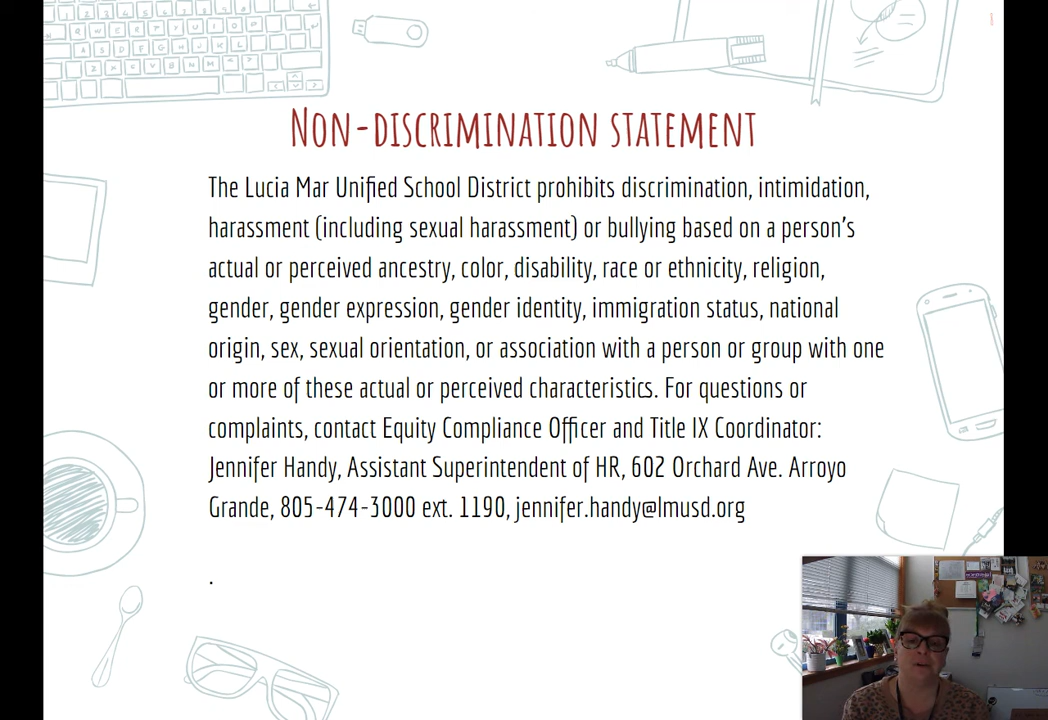 Non-discrimination statement
The Lucia Mar Unified School District prohibits discrimination, intimidation,
harassment (including sexual harassment) or bullying based on a person's
actual or perceived ancestry, color, disability, race or ethnicity, religion,
gender, gender expression, gender identity, immigration status, national
origin, sex, sexual orientation, or association with a person or group with one
or more of these actual or perceived characteristics. For questions or
complaints, contact Equity Compliance Officer and Title IX Coordinator:
Jennifer Handy, Assistant Superintendent of HR, 602 Orchard Ave. Arroyo
Grande, 805-474-3000 ext. 1190, jennifer.handy@lmusd.org
.